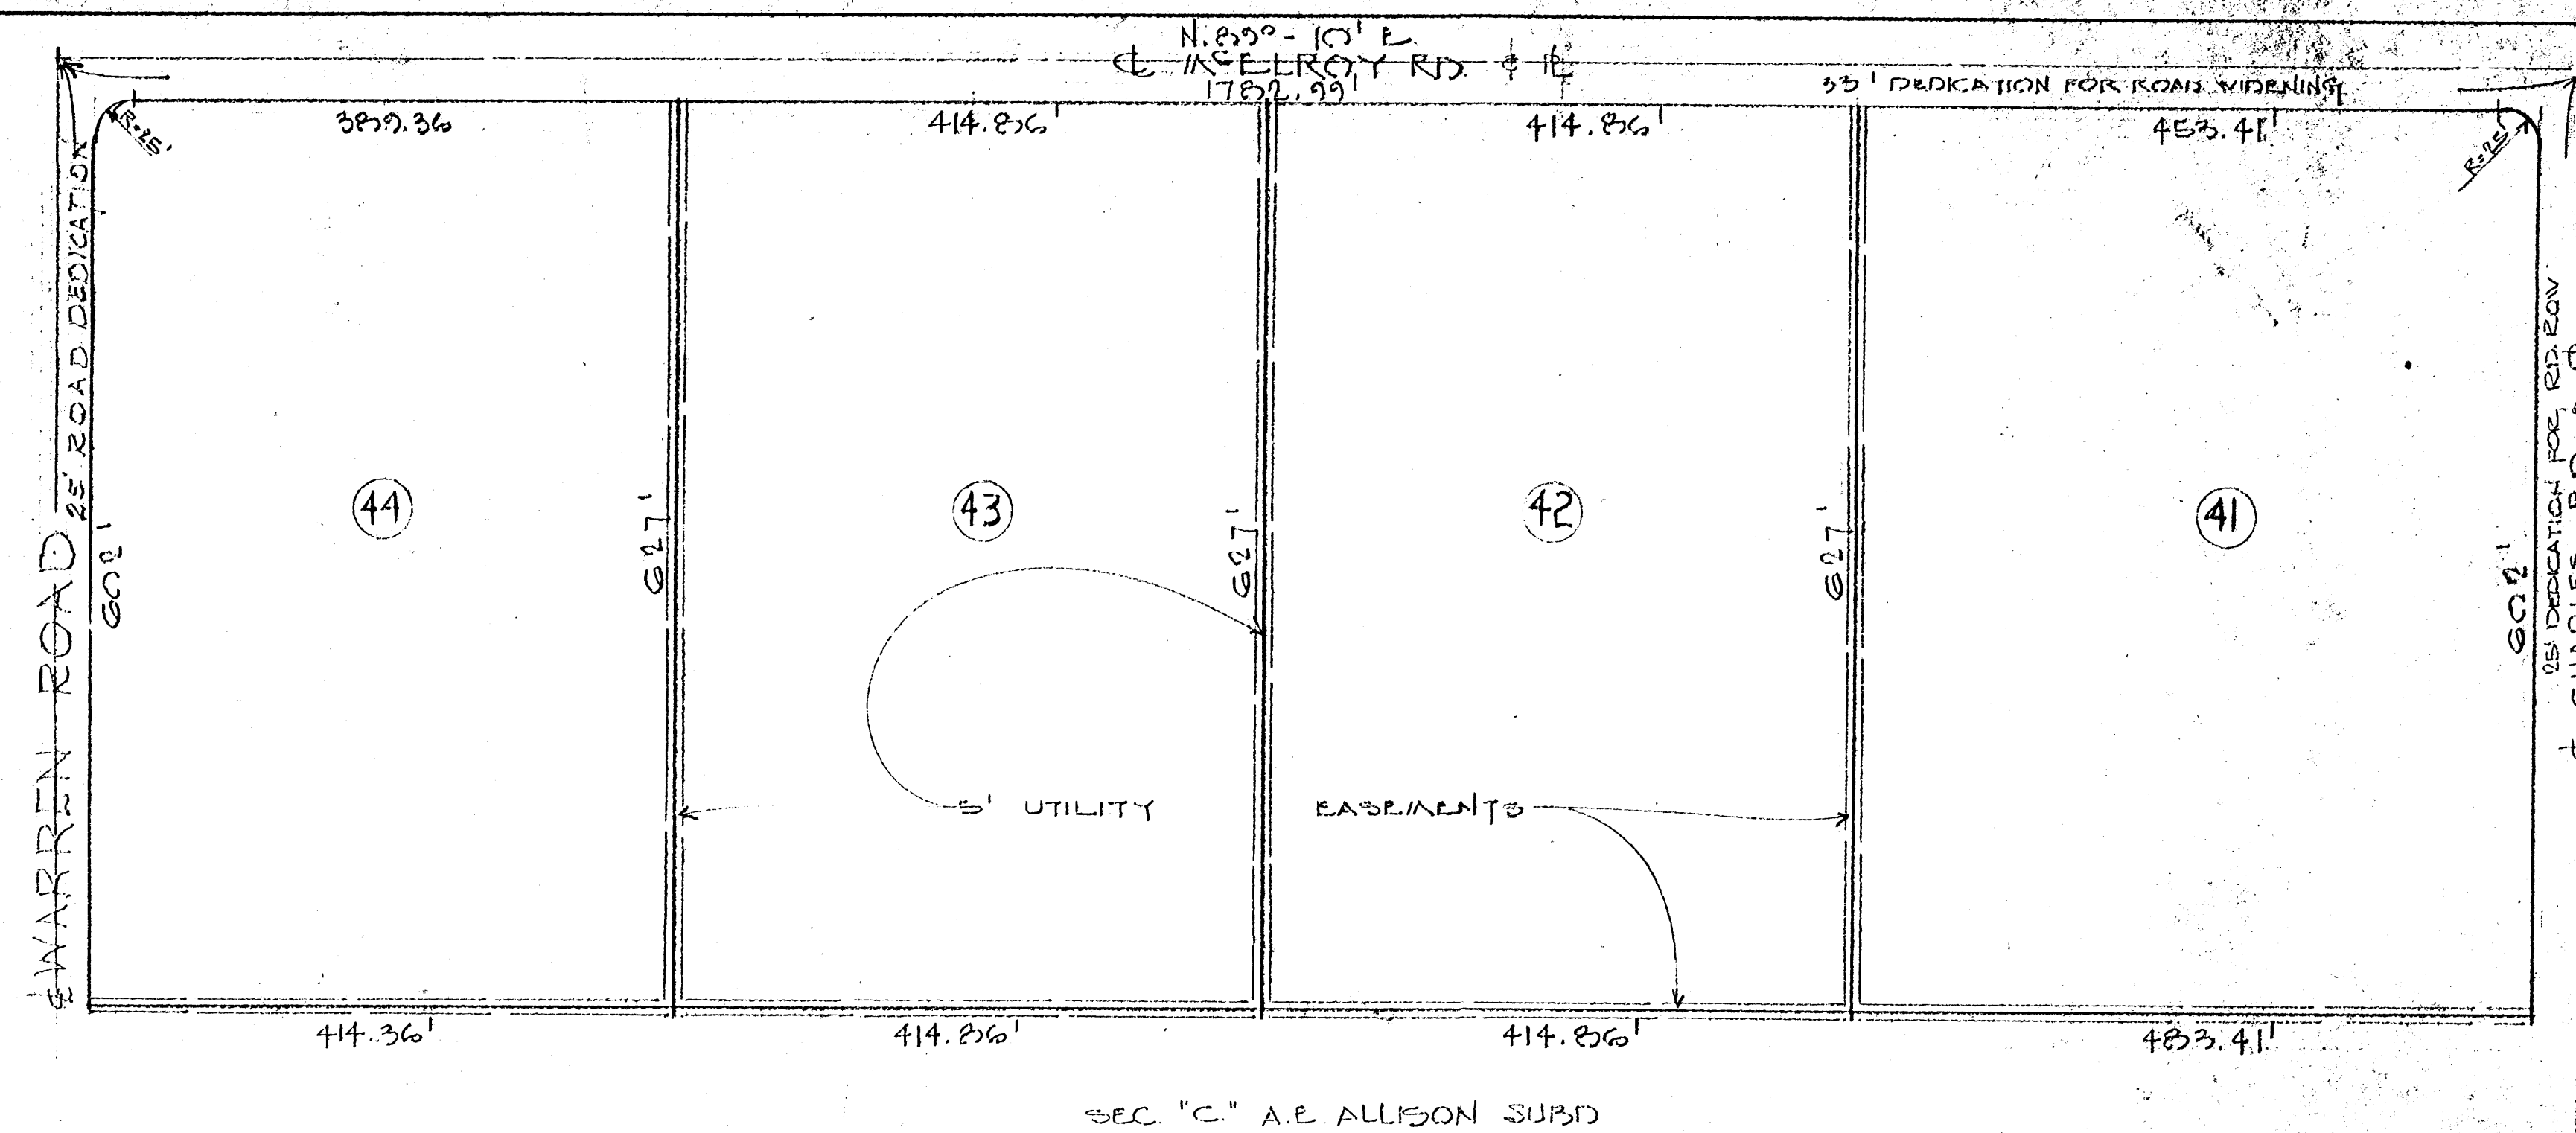 N. 89° - 10' E.
℄ McELROY RD. ¢ ℄
1782.99'
33' DEDICATION FOR ROAD WIDENING
389.36
414.86'
414.86'
453.41'
R=25'
R=25'
25' ROAD DEDICATION
℄ WARREN ROAD
602'
44
627'
43
627'
42
627'
41
602'
25' DEDICATION FOR RD. ROW
5' UTILITY EASEMENTS
414.36'
414.86'
414.86'
483.41'
SEC. "C." A.E. ALLISON SUBD